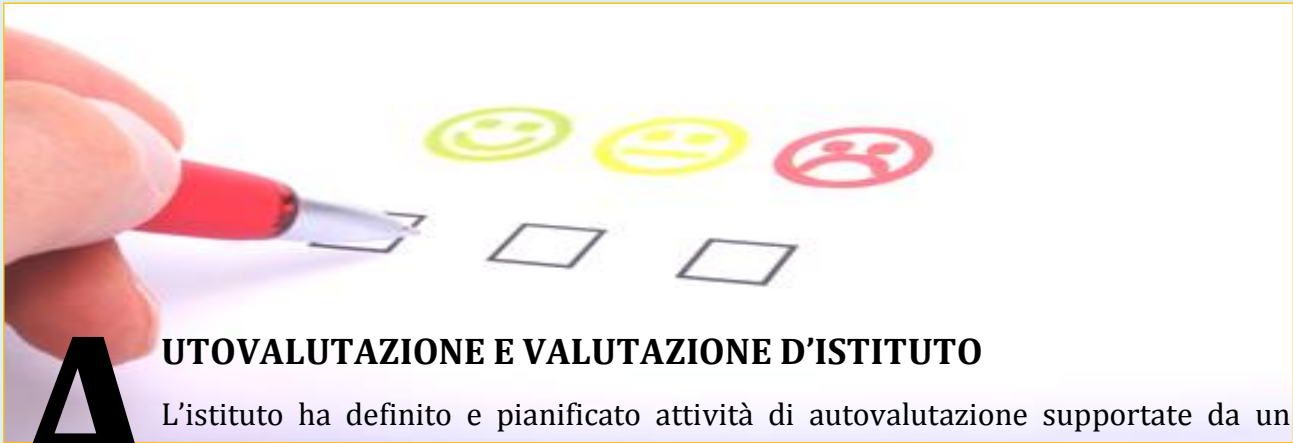 AUTOVALUTAZIONE E VALUTAZIONE D’ISTITUTO
L’istituto ha definito e pianificato attività di autovalutazione supportate da un